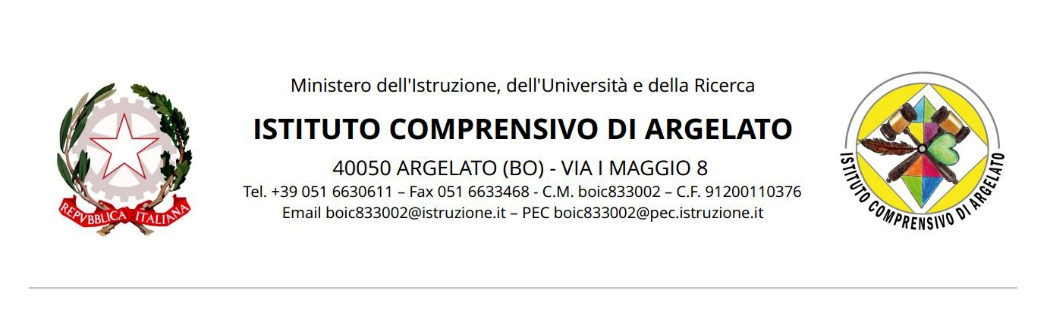 Ministero dell'Istruzione, dell'Università e della Ricerca
ISTITUTO COMPRENSIVO DI ARGELATO
40050 ARGELATO (BO) - VIA I MAGGIO 8
Tel. +39 051 6630611 – Fax 051 6633468 - C.M. boic833002 – C.F. 91200110376
Email boic833002@istruzione.it – PEC boic833002@pec.istruzione.it
REPVBBLICA ITALIANA
ISTITUTO COMPRENSIVO DI ARGELATO